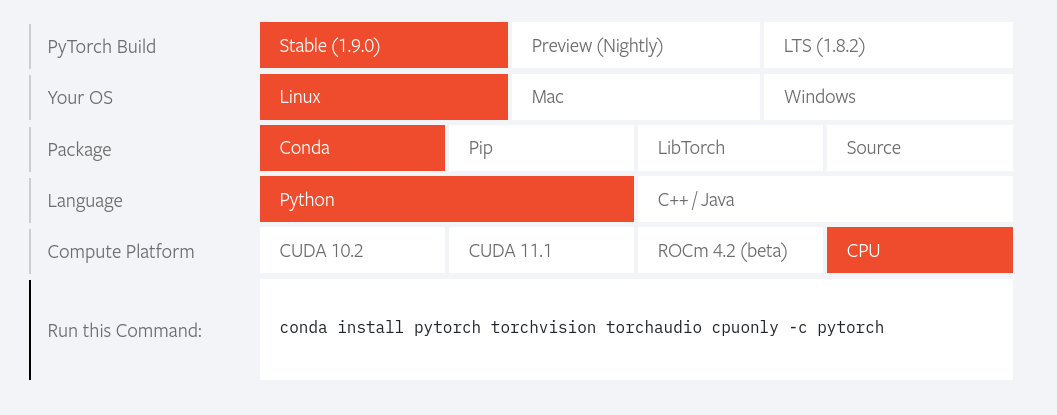 PyTorch Build Stable (1.9.0) Preview (Nightly) LTS (1.8.2)
Your OS Linux Mac Windows
Package Conda Pip LibTorch Source
Language Python C++ / Java
Compute Platform CUDA 10.2 CUDA 11.1 ROCm 4.2 (beta) CPU
Run this Command: conda install pytorch torchvision torchaudio cpuonly -c pytorch